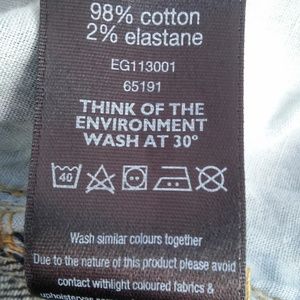 98% cotton
2% elastane
EG113001
65191
THINK OF THE
ENVIRONMENT
WASH AT 30°
40
Wash similar colours together
Due to the nature of this product please avoid
contact withlight coloured fabrics &
upholsterver